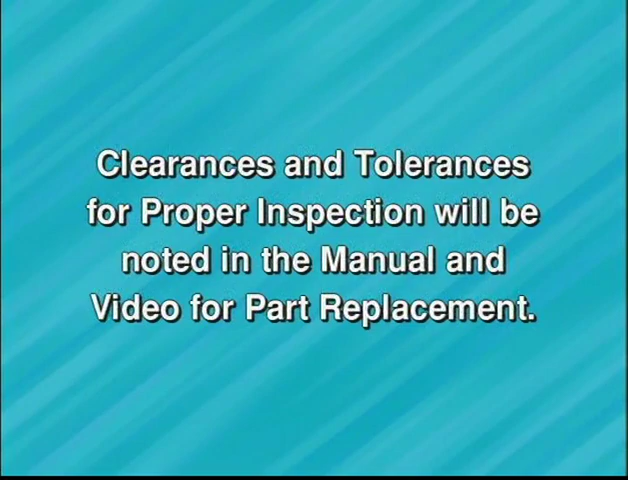 Clearances and Tolerances
for Proper Inspection will be
noted in the Manual and
Video for Part Replacement.